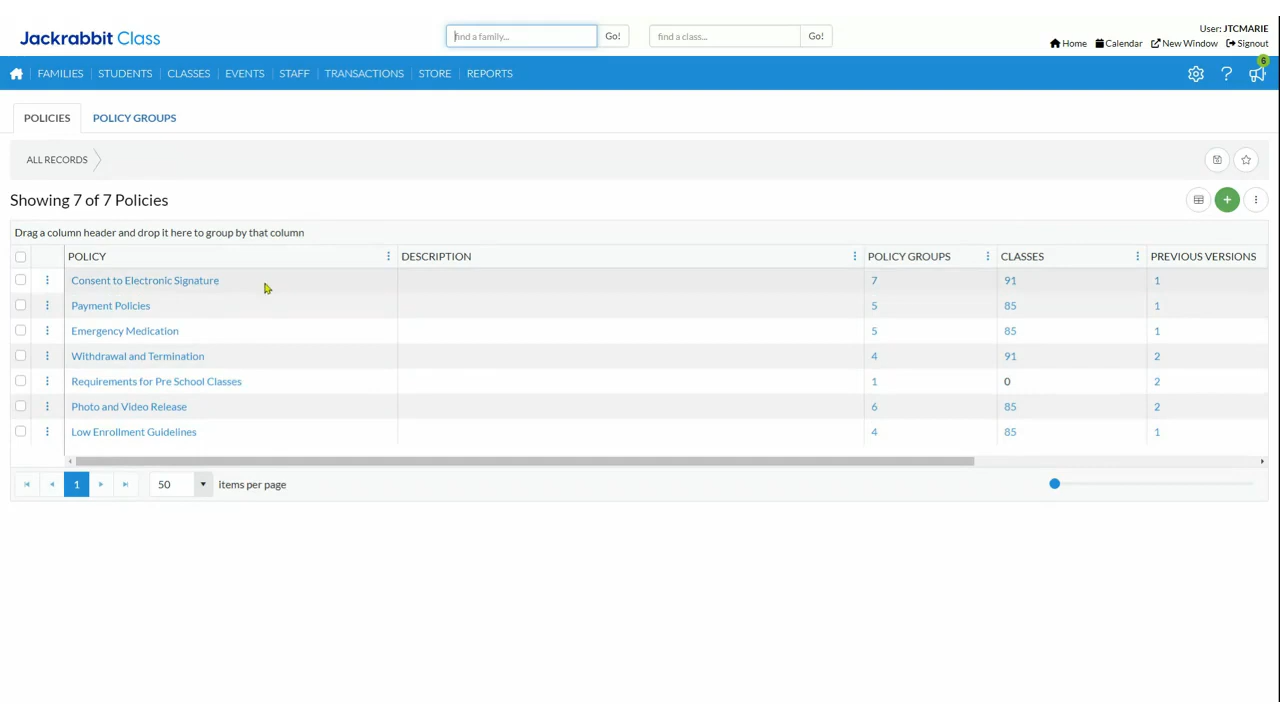 User: JTCMARIE
Jackrabbit Class
find a family...
Go!
find a class...
Go!
Home
Calendar
New Window
Signout
6
FAMILIES
STUDENTS
CLASSES
EVENTS
STAFF
TRANSACTIONS
STORE
REPORTS
?
POLICIES
POLICY GROUPS
ALL RECORDS
Showing 7 of 7 Policies
Drag a column header and drop it here to group by that column
POLICY DESCRIPTION POLICY GROUPS CLASSES PREVIOUS VERSIONS
Consent to Electronic Signature 7 91 1
Payment Policies 5 85 1
Emergency Medication 5 85 1
Withdrawal and Termination 4 91 2
Requirements for Pre School Classes 1 0 2
Photo and Video Release 6 85 2
Low Enrollment Guidelines 4 85 1
1 50 items per page